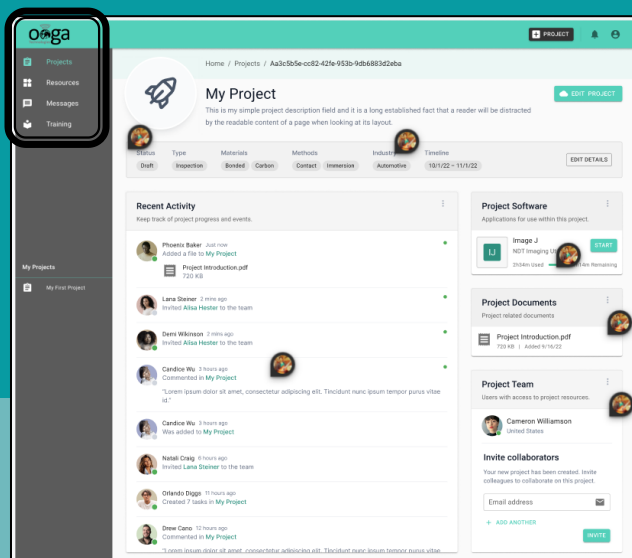 ooga
+ PROJECT
Projects
Resources
Messages
Training
My Projects
My First Project
Home / Projects / Aa3c5b5e-cc82-42fe-953b-9db6883d2eba
My Project
This is my simple project description field and it is a long established fact that a reader will be distracted
by the readable content of a page when looking at its layout.
EDIT PROJECT
Status Type Materials Methods Industry Timeline
Draft Inspection Bonded Carbon Contact Immersion Automotive 10/1/22 – 11/1/22
EDIT DETAILS
Recent Activity
Keep track of project progress and events.
Phoenix Baker Just now
Added a file to My Project
Project Introduction.pdf
720 KB
Lana Steiner 2 mins ago
Invited Alisa Hester to the team
Demi Wikinson 2 mins ago
Invited Alisa Hester to the team
Candice Wu 3 hours ago
Commented in My Project
"Lorem ipsum dolor sit amet, consectetur adipiscing elit. Tincidunt nunc ipsum tempor purus vitae
id."
Candice Wu 3 hours ago
Was added to My Project
Natali Craig 6 hours ago
Invited Lana Steiner to the team
Orlando Diggs 11 hours ago
Created 7 tasks in My Project
Drew Cano 12 hours ago
Commented in My Project
"Lorem ipsum dolor sit amet, consectetur adipiscing elit. Tincidunt nunc ipsum tempor purus vitae
Project Software
Applications for use within this project.
IJ
Image J
NDT Imaging
START
2h34m Used
Remaining
Project Documents
Project related documents
Project Introduction.pdf
720 KB | Added 9/16/22
Project Team
Users with access to project resources.
Cameron Williamson
United States
Invite collaborators
Your new project has been created. Invite
colleagues to collaborate on this project.
Email address
+ ADD ANOTHER
INVITE